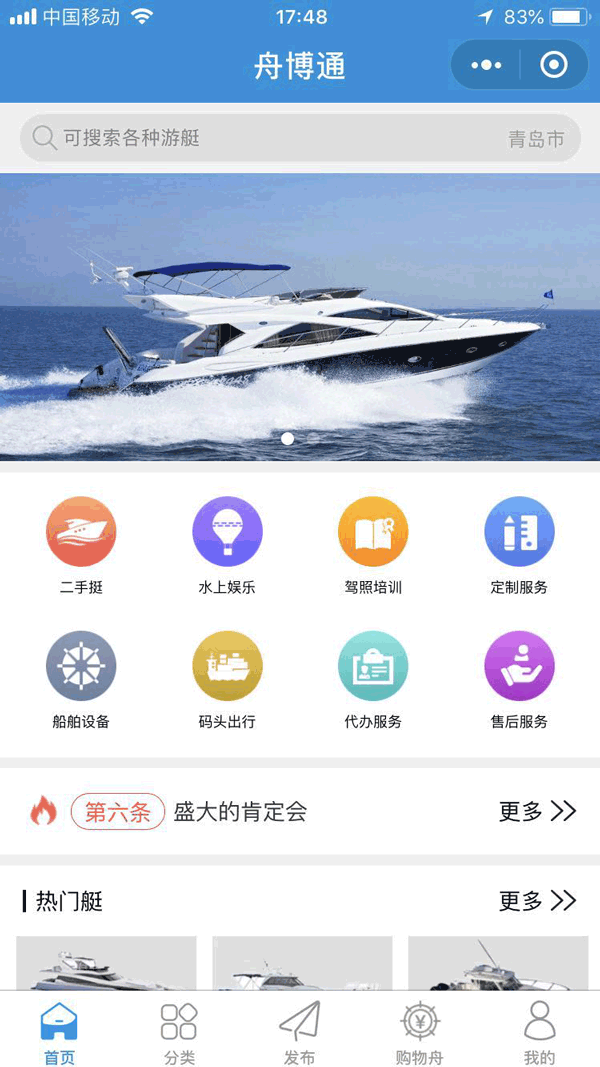 中国移动 17:48 83%
舟博通
可搜索各种游艇 青岛市
二手挺 水上娱乐 驾照培训 定制服务
船舶设备 码头出行 代办服务 售后服务
第六条 盛大的肯定会 更多
热门艇 更多
首页 分类 发布 购物舟 我的